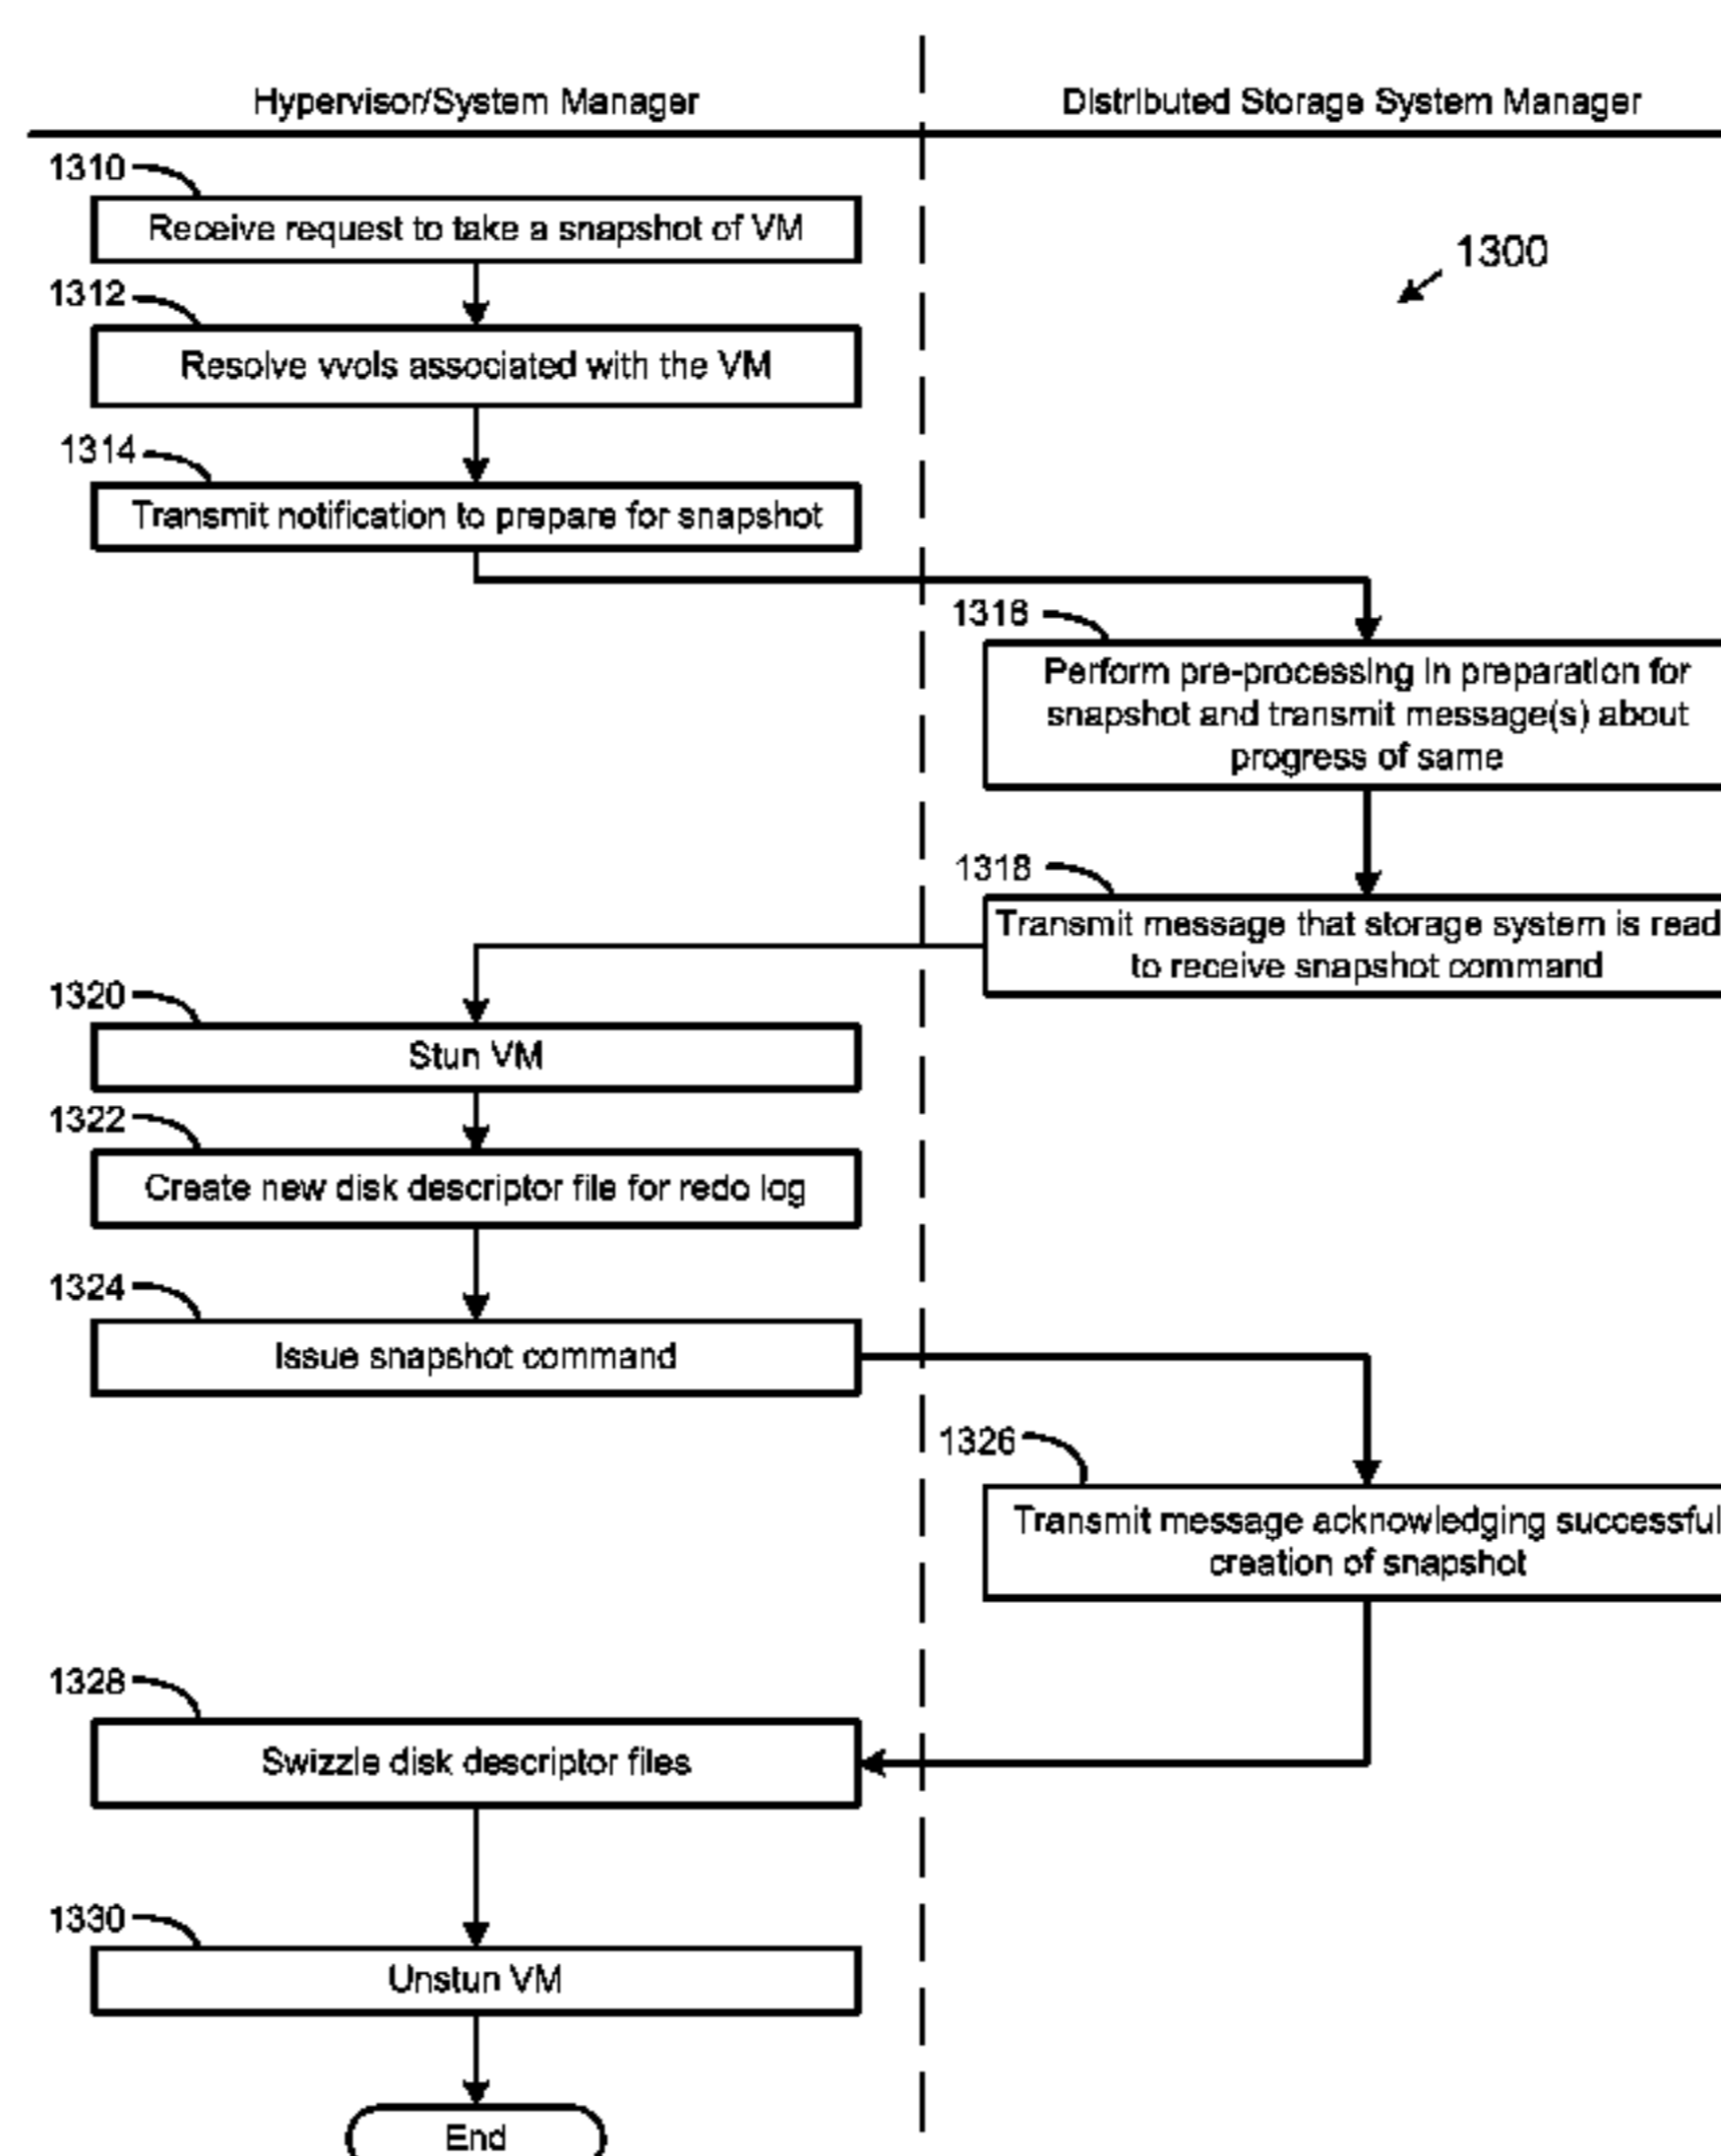 Hypervisor/System Manager
Distributed Storage System Manager
1300
1310
Receive request to take a snapshot of VM
1312
Resolve vvols associated with the VM
1314
Transmit notification to prepare for snapshot
1316
Perform pre-processing in preparation for
snapshot and transmit message(s) about
progress of same
1318
Transmit message that storage system is read
to receive snapshot command
1320
Stun VM
1322
Create new disk descriptor file for redo log
1324
Issue snapshot command
1326
Transmit message acknowledging successful
creation of snapshot
1328
Swizzle disk descriptor files
1330
Unstun VM
End